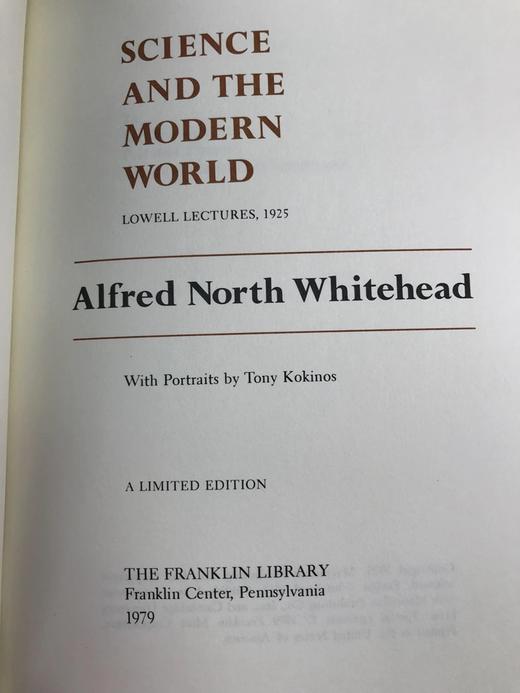 SCIENCE
AND THE
MODERN
WORLD
LOWELL LECTURES, 1925
Alfred North Whitehead
With Portraits by Tony Kokinos
A LIMITED EDITION
THE FRANKLIN LIBRARY
Franklin Center, Pennsylvania
1979